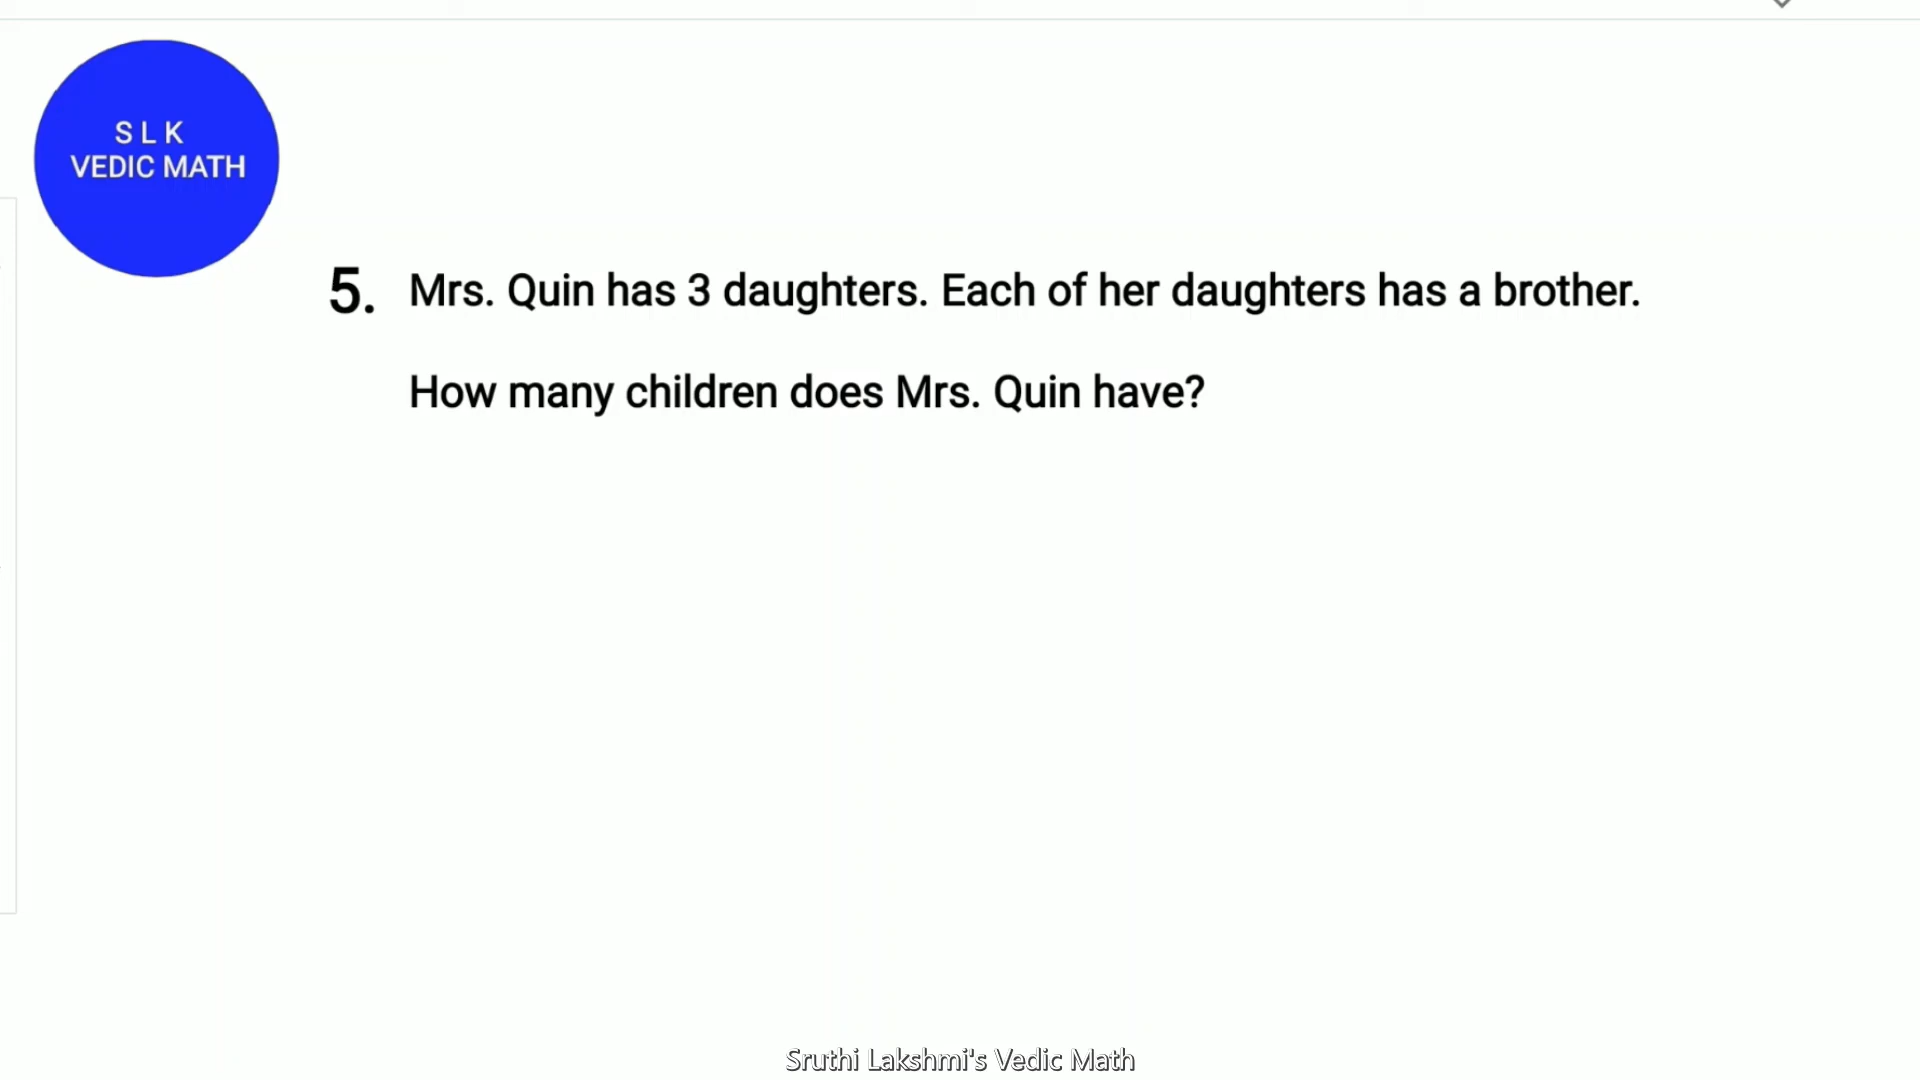 S L K
VEDIC MATH
5. Mrs. Quin has 3 daughters. Each of her daughters has a brother.
How many children does Mrs. Quin have?
Sruthi Lakshmi's Vedic Math